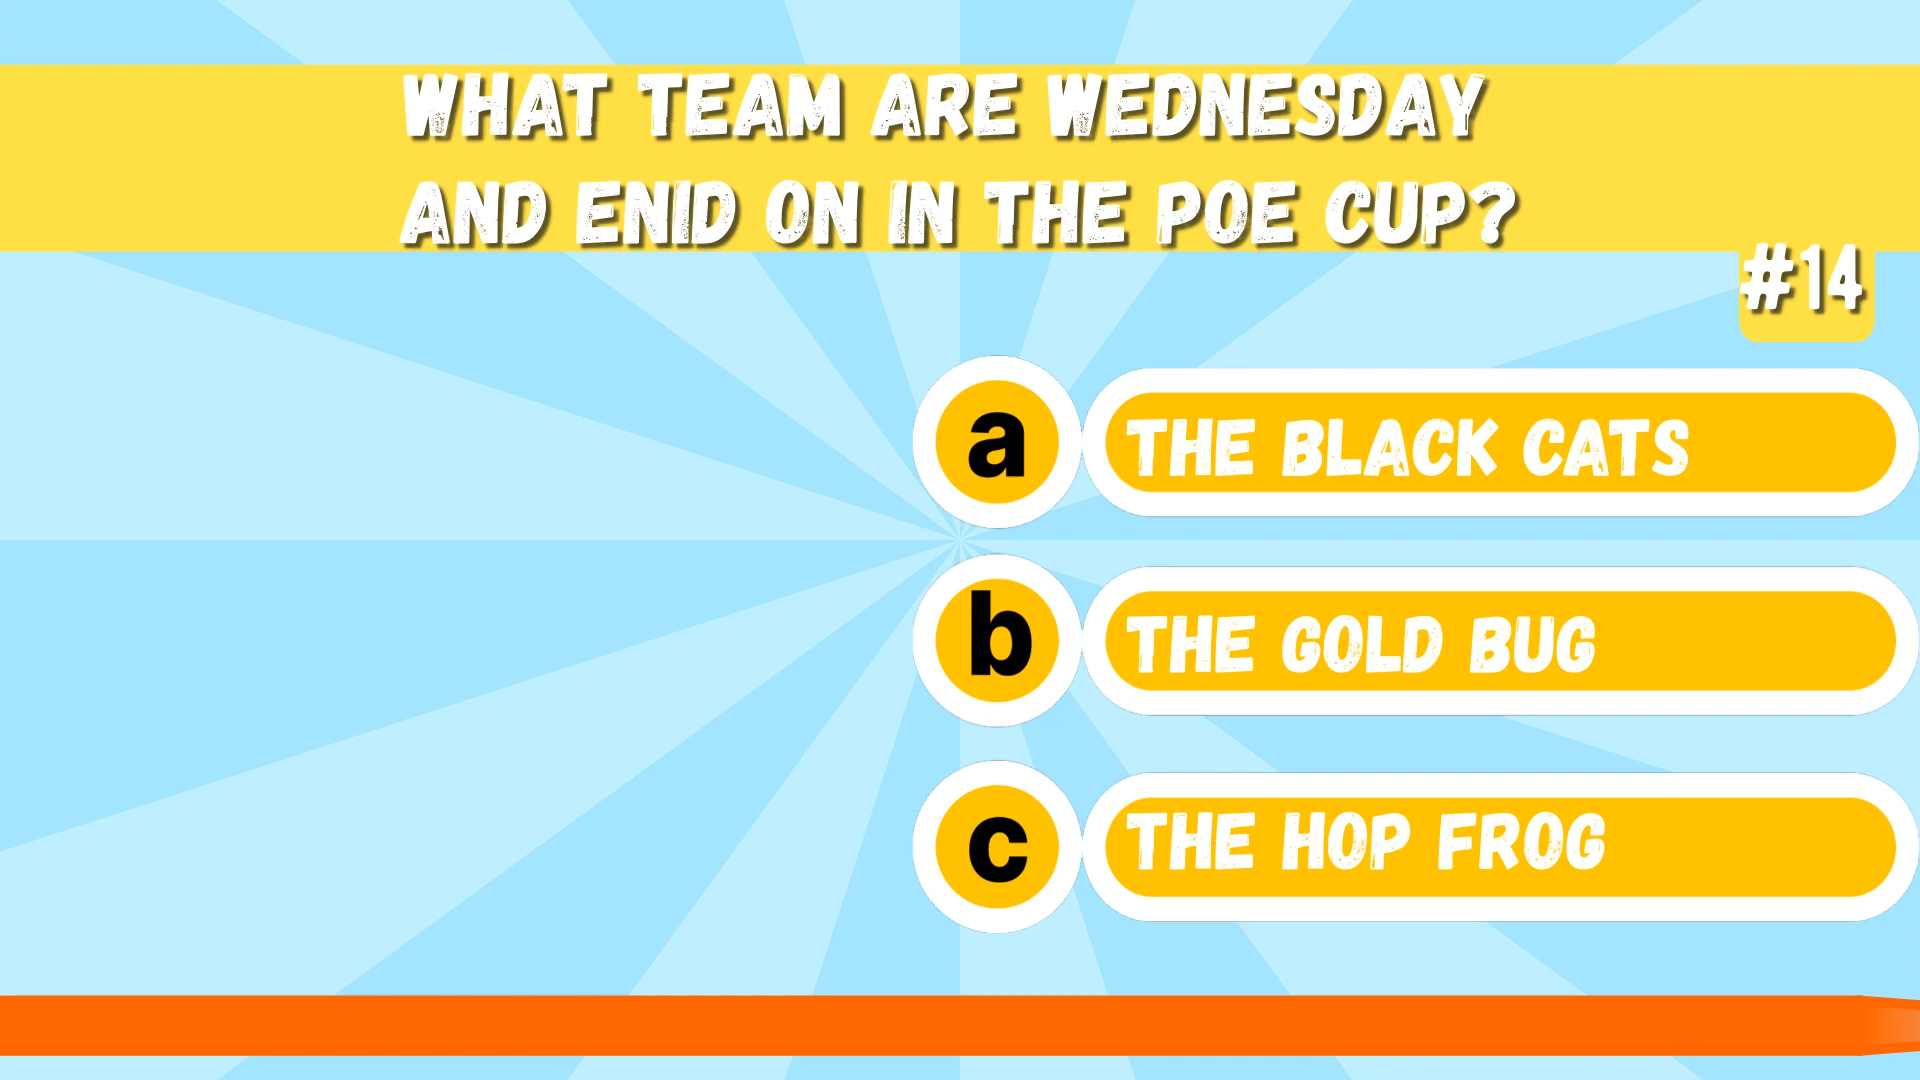 WHAT TEAM ARE WEDNESDAY
AND ENID ON IN THE POE CUP?
#14
a THE BLACK CATS
b THE GOLD BUG
c THE HOP FROG